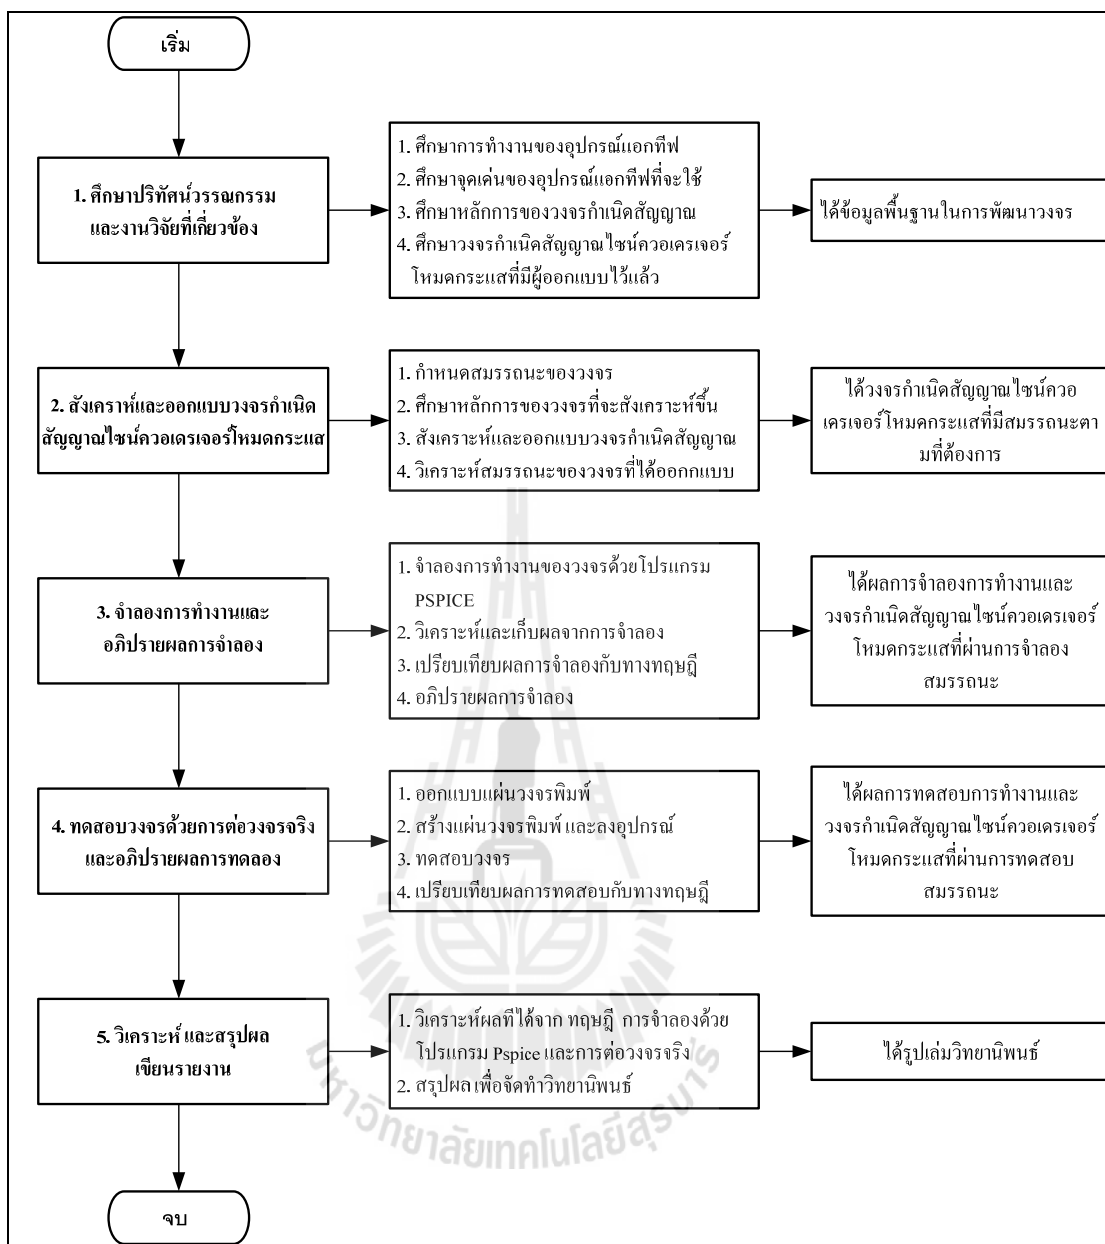 เริ่ม
1. ศึกษาปริทัศน์วรรณกรรม
และงานวิจัยที่เกี่ยวข้อง
1. ศึกษาการทำงานของอุปกรณ์แอกทีฟ
2. ศึกษาจุดเด่นของอุปกรณ์แอกทีฟที่จะใช้
3. ศึกษาหลักการของวงจรกำเนิดสัญญาณ
4. ศึกษาวงจรกำเนิดสัญญาณไซน์ควอเดรเจอร์
โหมดกระแสที่มีผู้ออกแบบไว้แล้ว
ได้ข้อมูลพื้นฐานในการพัฒนาวงจร
2. สังเคราห์และออกแบบวงจรกำเนิด
สัญญาณไซน์ควอเดรเจอร์โหมดกระแส
1. กำหนดสมรรถนะของวงจร
2. ศึกษาหลักการของวงจรที่จะสังเคราะห์ขึ้น
3. สังเคราะห์และออกแบบวงจรกำเนิดสัญญาณ
4. วิเคราะห์สมรรถนะของวงจรที่ได้ออกกแบบ
ได้วงจรกำเนิดสัญญาณไซน์ควอ
เดรเจอร์โหมดกระแสที่มีสมรรถนะตา
มที่ต้องการ
3. จำลองการทำงานและ
อภิปรายผลการจำลอง
1. จำลองการทำงานของวงจรด้วยโปรแกรม
PSPICE
2. วิเคราะห์และเก็บผลจากการจำลอง
3. เปรียบเทียบผลการจำลองกับทางทฤษฎี
4. อภิปรายผลการจำลอง
ได้ผลการจำลองการทำงานและ
วงจรกำเนิดสัญญาณไซน์ควอเดรเจอร์
โหมดกระแสที่ผ่านการจำลอง
สมรรถนะ
4. ทดสอบวงจรด้วยการต่อวงจรจริง
และอภิปรายผลการทดลอง
1. ออกแบบแผ่นวงจรพิมพ์
2. สร้างแผ่นวงจรพิมพ์ และลงอุปกรณ์
3. ทดสอบวงจร
4. เปรียบเทียบผลการทดสอบกับทางทฤษฎี
ได้ผลการทดสอบการทำงานและ
วงจรกำเนิดสัญญาณไซน์ควอเดรเจอร์
โหมดกระแสที่ผ่านการทดสอบ
สมรรถนะ
5. วิเคราะห์ และสรุปผล
เขียนรายงาน
1. วิเคราะห์ผลทีได้จาก ทฤษฎี การจำลองด้วย
โปรแกรม Pspice และการต่อวงจรจริง
2. สรุปผล เพื่อจัดทำวิทยานิพนธ์
ได้รูปเล่มวิทยานิพนธ์
มหาวิทยาลัยเทคโนโลยีสุรนารี
จบ